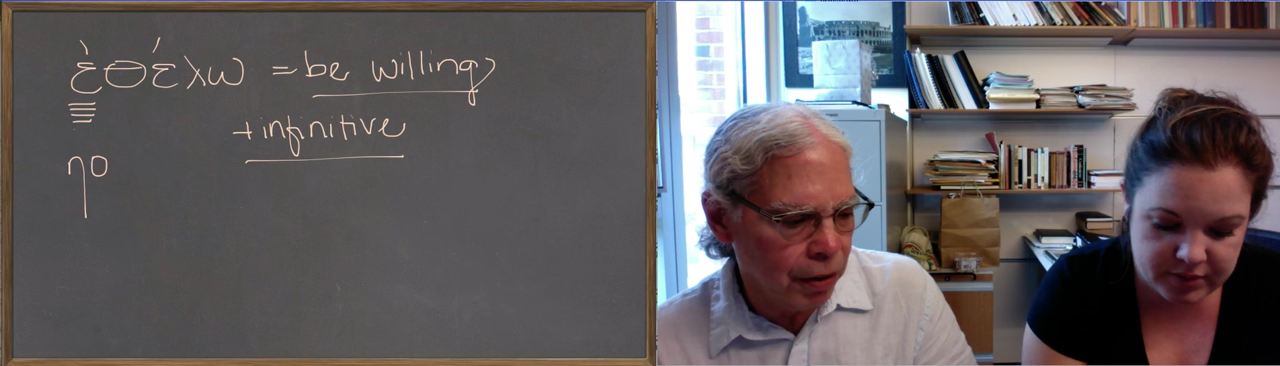 ἐθέλω = be willing
+ infinitive
ηθ